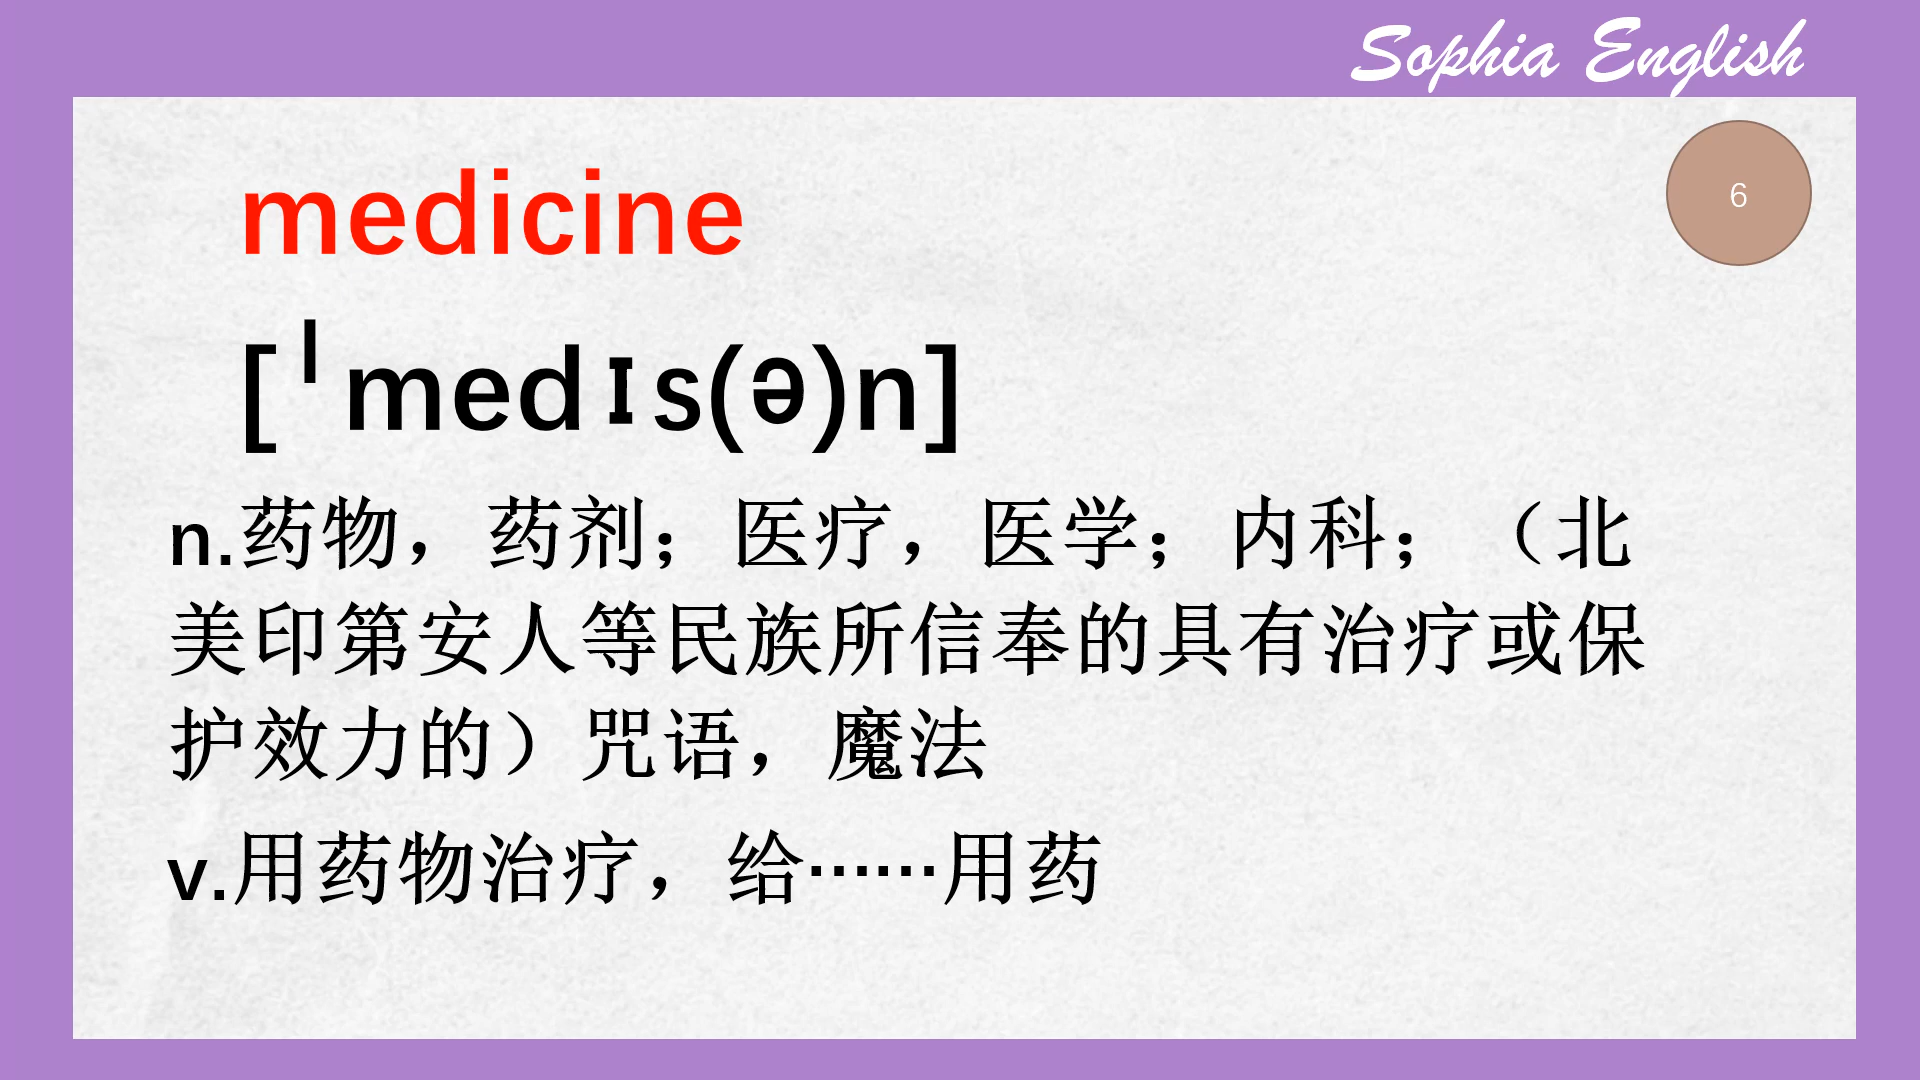 Sophia English
6
medicine
[ˈmedɪs(ə)n]
n.药物，药剂；医疗，医学；内科；（北
美印第安人等民族所信奉的具有治疗或保
护效力的）咒语，魔法
v.用药物治疗，给……用药